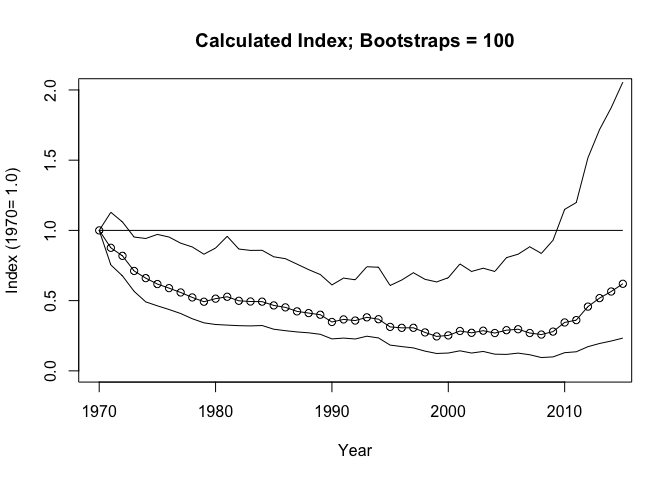 Calculated Index; Bootstraps = 100
Index (1970= 1.0)
2.0
1.5
1.0
0.5
0.0
1970 1980 1990 2000 2010
Year